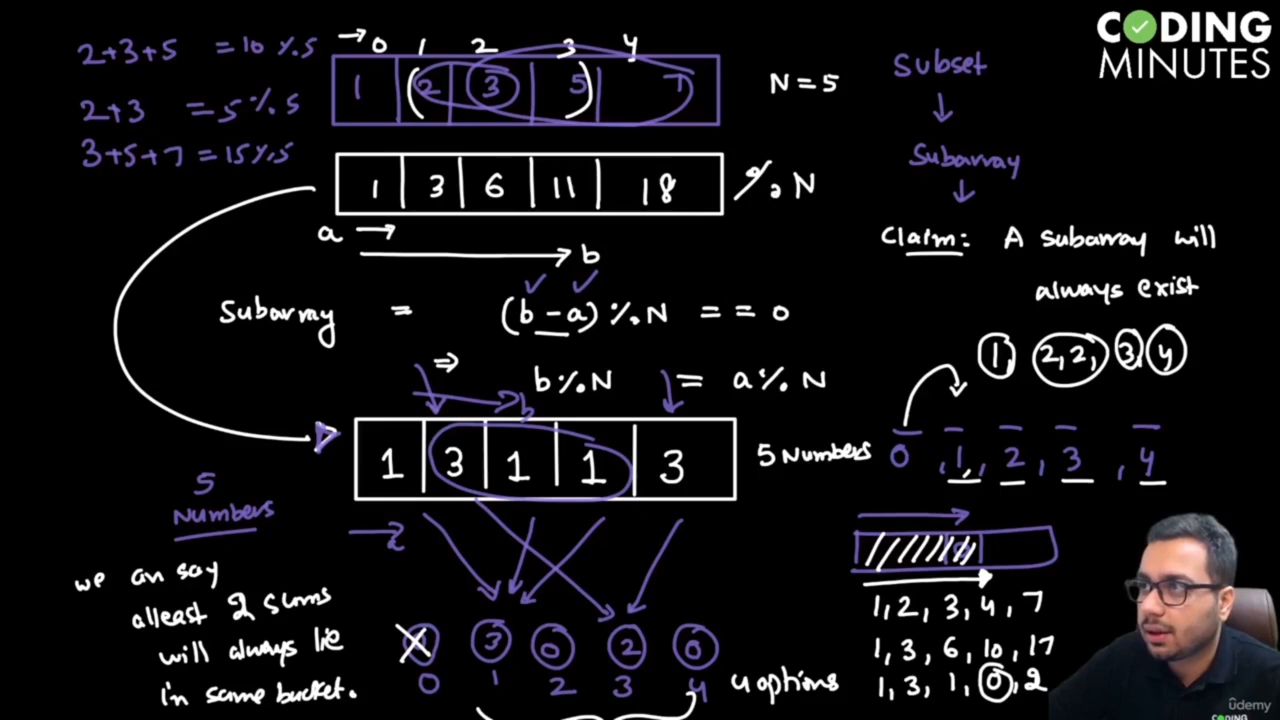 CODING
MINUTES
2+3+5 = 10 %5
2+3 = 5 % 5
3+5+7 = 15 %5
→ 0 1 2 3 4
1 2 3 5 7
N = 5
1 3 6 11 18
% N
a →
→ b
Subarray = (b - a) % N == 0
⇒ b % N = a % N
b
1 3 1 1 3
5 Numbers
5
Numbers
we an say
atleast 2 sums
will always lie
in same bucket.
3 0 2 0
0 1 2 3 4
4 options
Subset
↓
Subarray
↓
Claim: A subarray will
always exist
1, 2,2, 3, 4
0, 1, 2, 3, 4
1, 2, 3, 4, 7
1, 3, 6, 10, 17
1, 3, 1, 0, 2
udemy
CODING